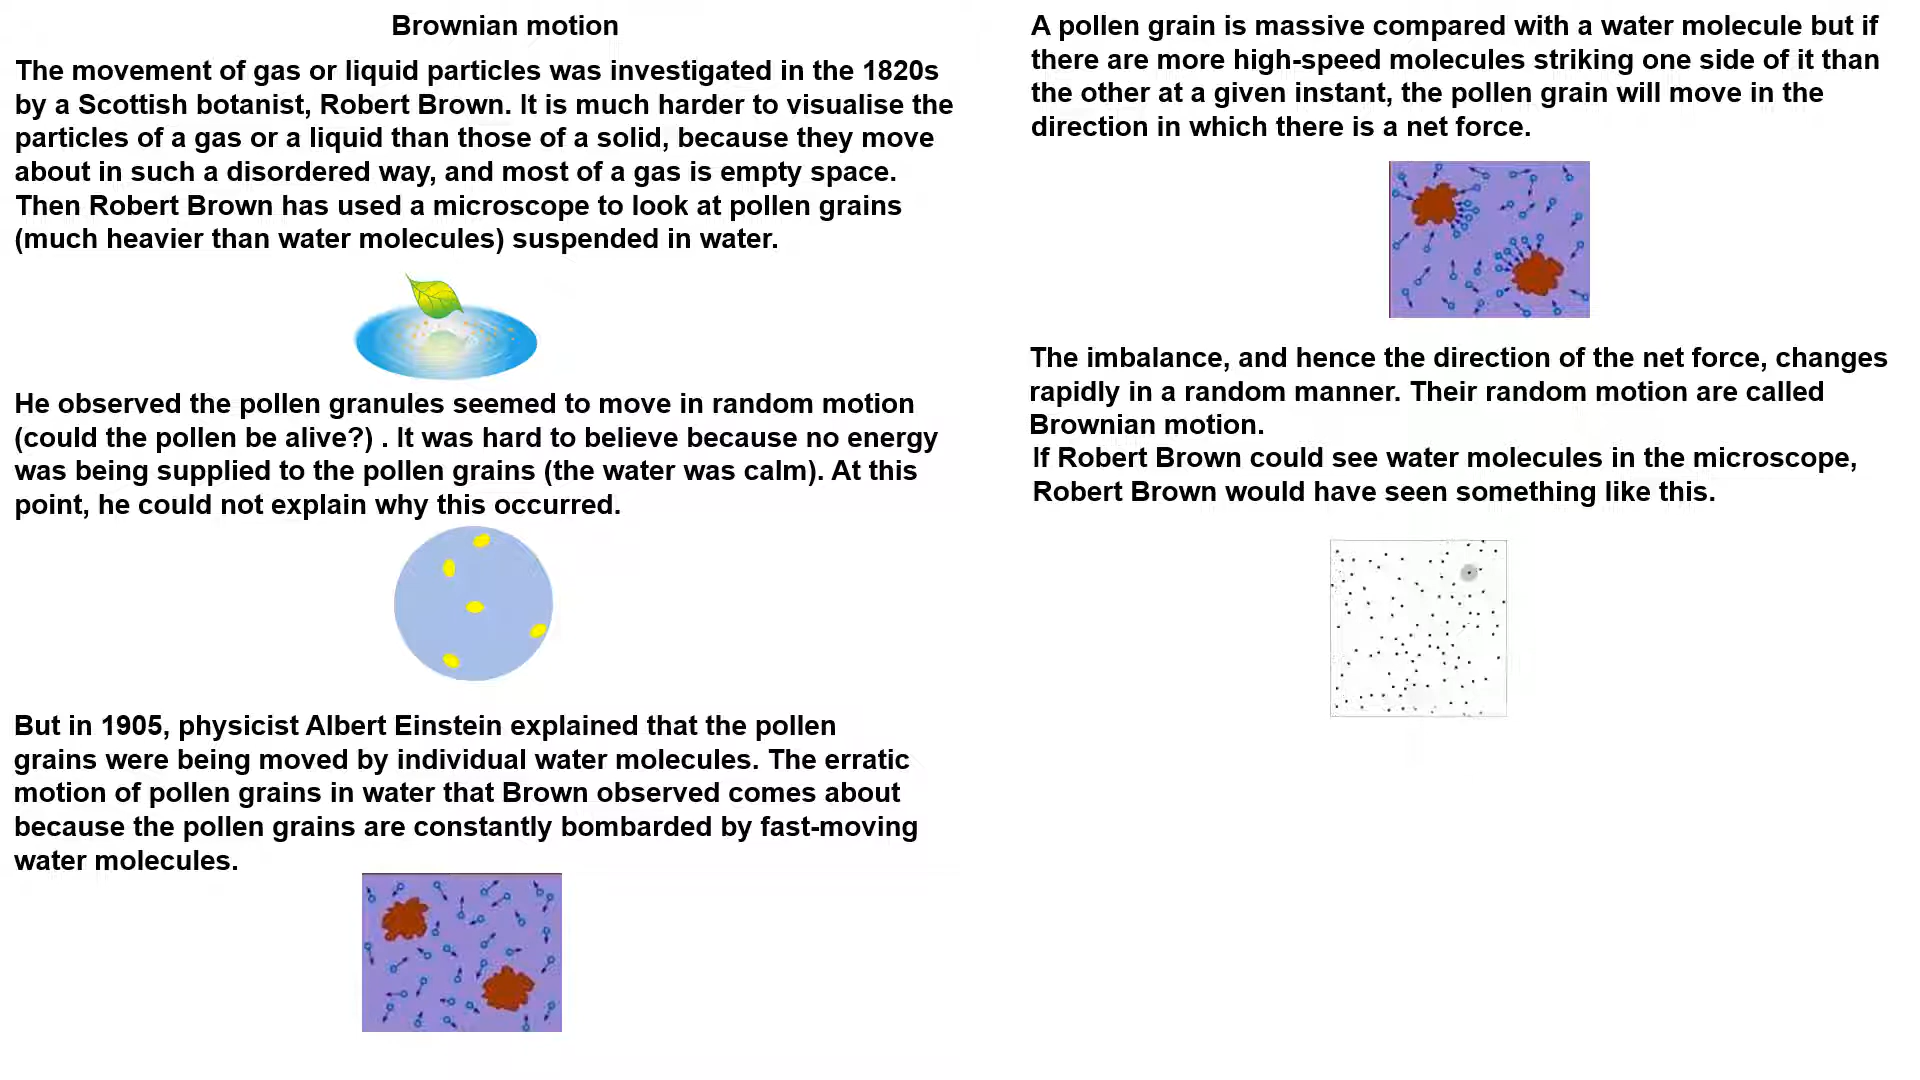 Brownian motion
The movement of gas or liquid particles was investigated in the 1820s
by a Scottish botanist, Robert Brown. It is much harder to visualise the
particles of a gas or a liquid than those of a solid, because they move
about in such a disordered way, and most of a gas is empty space.
Then Robert Brown has used a microscope to look at pollen grains
(much heavier than water molecules) suspended in water.
He observed the pollen granules seemed to move in random motion
(could the pollen be alive?) . It was hard to believe because no energy
was being supplied to the pollen grains (the water was calm). At this
point, he could not explain why this occurred.
But in 1905, physicist Albert Einstein explained that the pollen
grains were being moved by individual water molecules. The erratic
motion of pollen grains in water that Brown observed comes about
because the pollen grains are constantly bombarded by fast-moving
water molecules.
A pollen grain is massive compared with a water molecule but if
there are more high-speed molecules striking one side of it than
the other at a given instant, the pollen grain will move in the
direction in which there is a net force.
The imbalance, and hence the direction of the net force, changes
rapidly in a random manner. Their random motion are called
Brownian motion.
If Robert Brown could see water molecules in the microscope,
Robert Brown would have seen something like this.